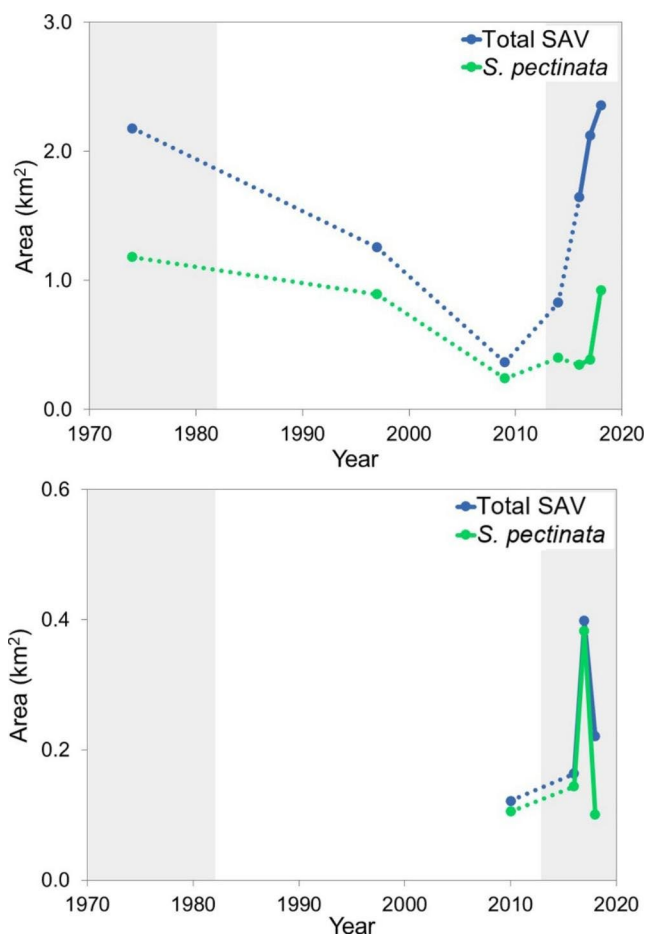 3.0
Total SAV
S. pectinata
2.0
Area (km²)
1.0
0.0
1970 1980 1990 2000 2010 2020
Year
0.6
Total SAV
S. pectinata
0.4
Area (km²)
0.2
0.0
1970 1980 1990 2000 2010 2020
Year